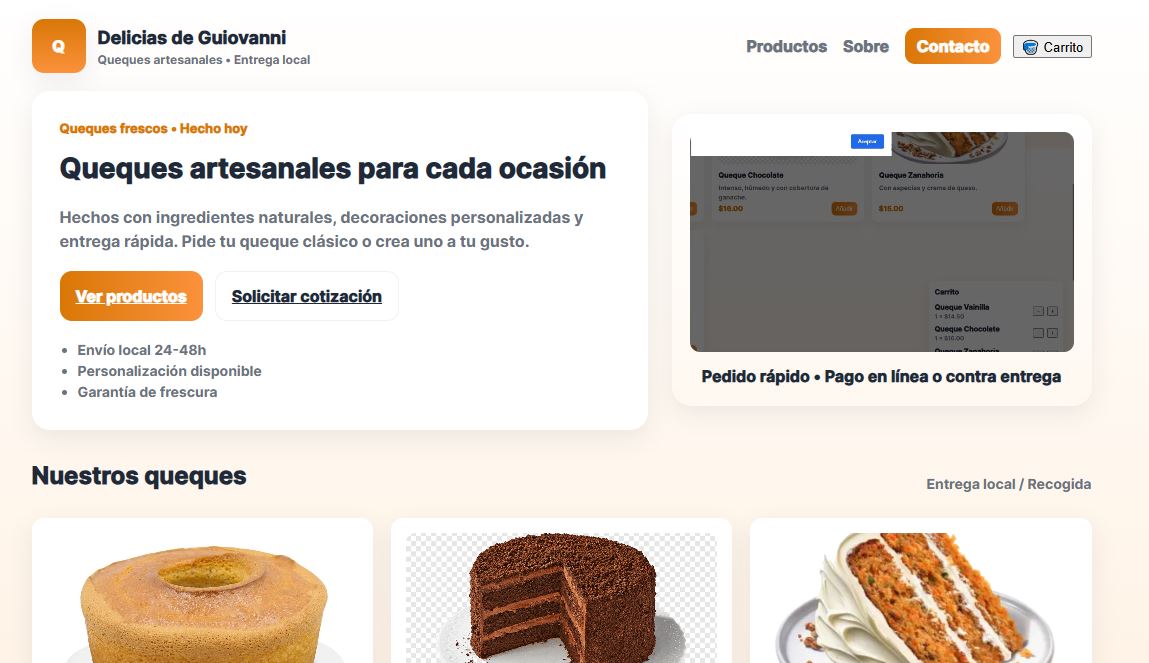 Q
Delicias de Guiovanni
Queques artesanales • Entrega local
Productos Sobre Contacto Carrito
Queques frescos • Hecho hoy
Queques artesanales para cada ocasión
Hechos con ingredientes naturales, decoraciones personalizadas y
entrega rápida. Pide tu queque clásico o crea uno a tu gusto.
Ver productos Solicitar cotización
• Envío local 24-48h
• Personalización disponible
• Garantía de frescura
Aceptar
Queque Chocolate
Intenso, húmedo y con cobertura de
ganache.
$16.00 Añadir
Queque Zanahoria
Con especias y crema de queso.
$15.00 Añadir
Carrito
Queque Vainilla
1 × $14.50
Queque Chocolate
1 × $16.00
Queque Zanahoria
Pedido rápido • Pago en línea o contra entrega
Nuestros queques
Entrega local / Recogida